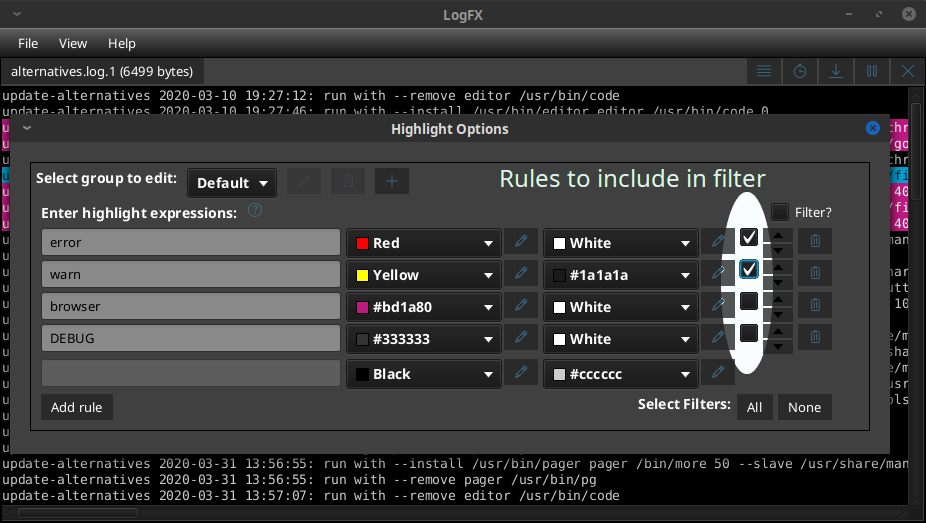 LogFX
File View Help
alternatives.log.1 (6499 bytes)
update-alternatives 2020-03-10 19:27:12: run with --remove editor /usr/bin/code
update-alternatives 2020-03-10 19:27:46: run with --install /usr/bin/editor editor /usr/bin/code 0
Highlight Options
Select group to edit: Default
Rules to include in filter
Enter highlight expressions: ? Filter?
error Red White
warn Yellow #1a1a1a
browser #bd1a80 White
DEBUG #333333 White
Black #cccccc
Add rule Select Filters: All None
update-alternatives 2020-03-31 13:56:55: run with --install /usr/bin/pager pager /bin/more 50 --slave /usr/share/man
update-alternatives 2020-03-31 13:56:55: run with --remove pager /usr/bin/pg
update-alternatives 2020-03-31 13:57:07: run with --remove editor /usr/bin/code